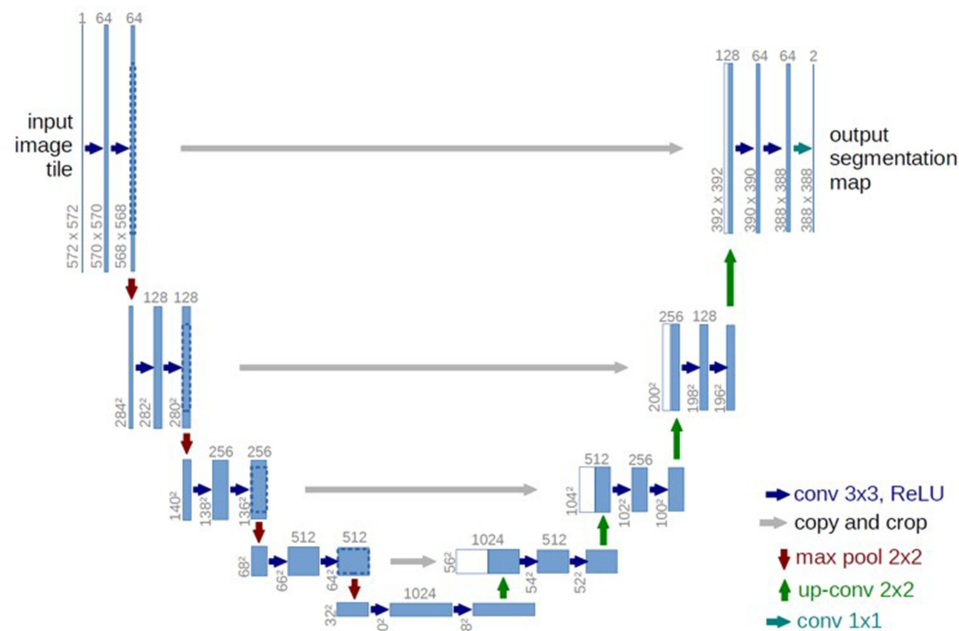 1 64 64
input
image
tile
572 x 572
570 x 570
568 x 568
128 64 64 2
output
segmentation
map
392 x 392
390 x 390
388 x 388
388 x 388
128 128
284²
282²
280²
256 128
200²
198²
196²
256 256
140²
138²
136²
512 256
104²
102²
100²
512 512
68²
66²
64²
1024 512
56²
54²
52²
1024
32²
conv 3x3, ReLU
copy and crop
max pool 2x2
up-conv 2x2
conv 1x1